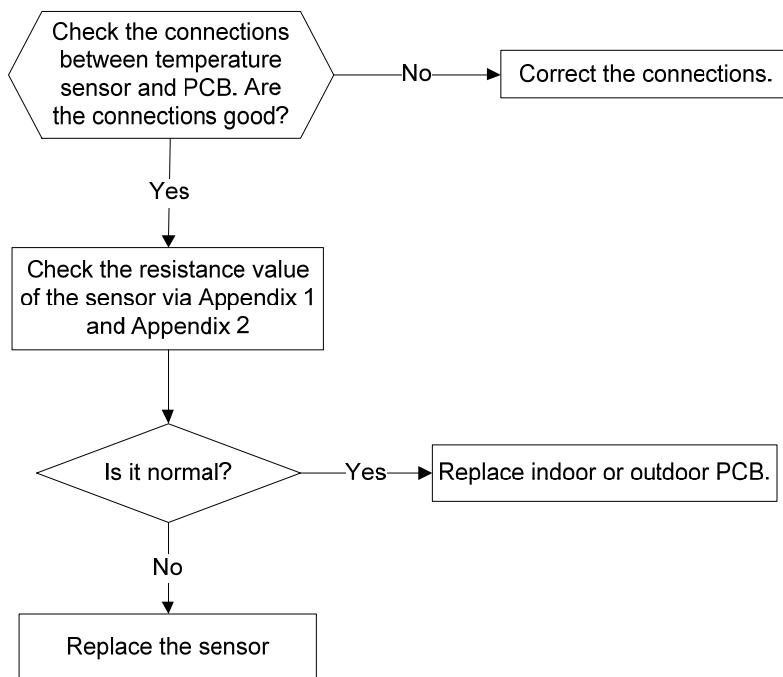 Check the connections
between temperature
sensor and PCB. Are
the connections good?
No
Correct the connections.
Yes
Check the resistance value
of the sensor via Appendix 1
and Appendix 2
Is it normal?
Yes
Replace indoor or outdoor PCB.
No
Replace the sensor